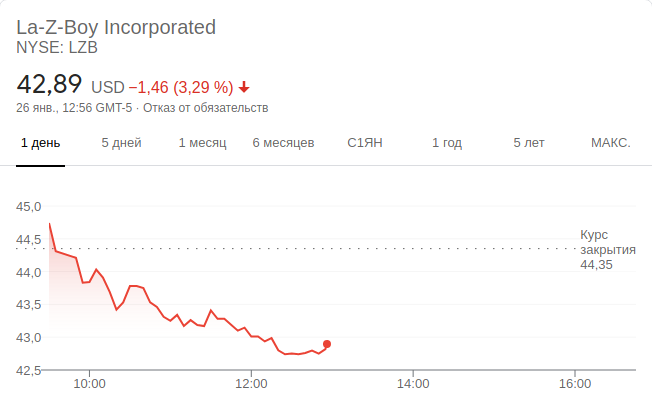 La-Z-Boy Incorporated
NYSE: LZB
42,89 USD −1,46 (3,29 %)
26 янв., 12:56 GMT-5 · Отказ от обязательств
1 день 5 дней 1 месяц 6 месяцев С1ЯН 1 год 5 лет МАКС.
45,0
44,5
44,0
43,5
43,0
42,5
Курс
закрытия
44,35
10:00 12:00 14:00 16:00